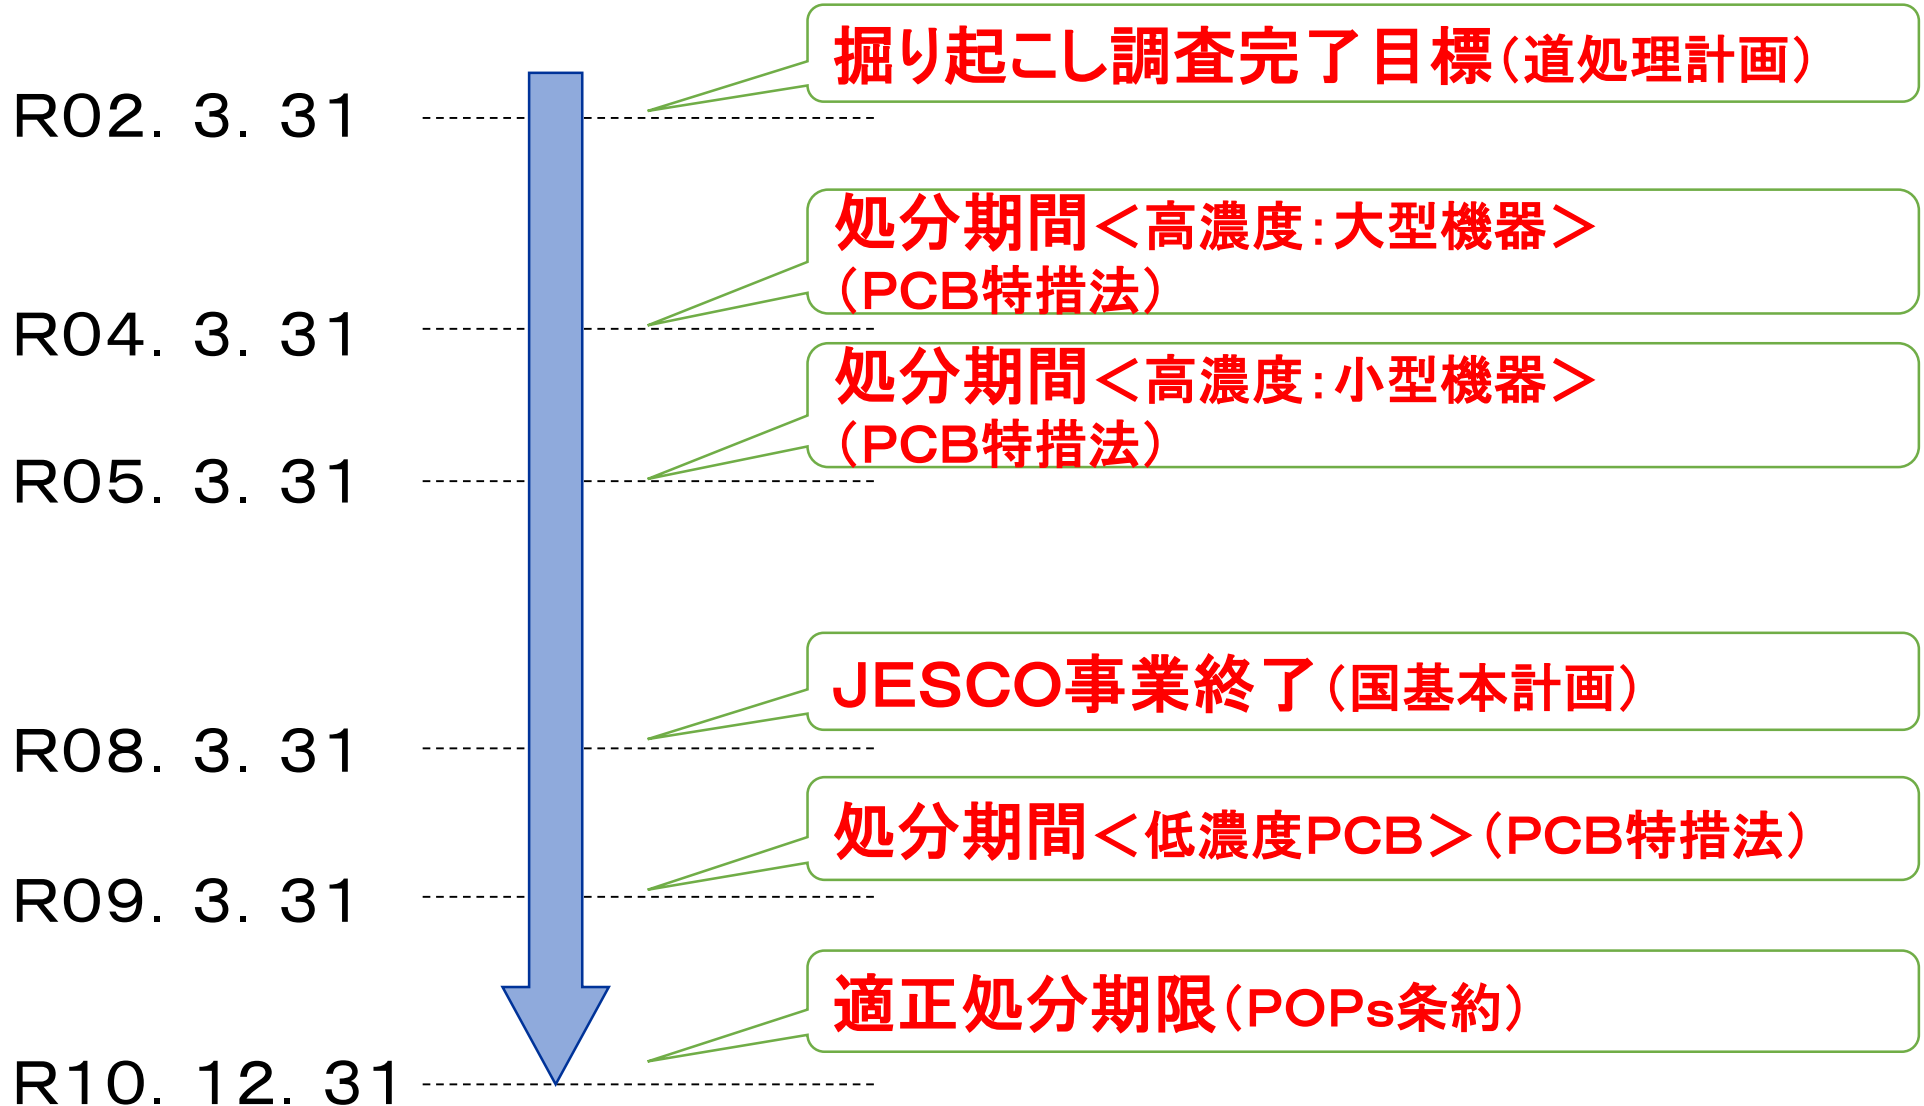 掘り起こし調査完了目標（道処理計画）
R02．3．31
処分期間＜高濃度：大型機器＞
（PCB特措法）
R04．3．31
処分期間＜高濃度：小型機器＞
（PCB特措法）
R05．3．31
JESCO事業終了（国基本計画）
R08．3．31
処分期間＜低濃度PCB＞（PCB特措法）
R09．3．31
適正処分期限（POPs条約）
R10．12．31